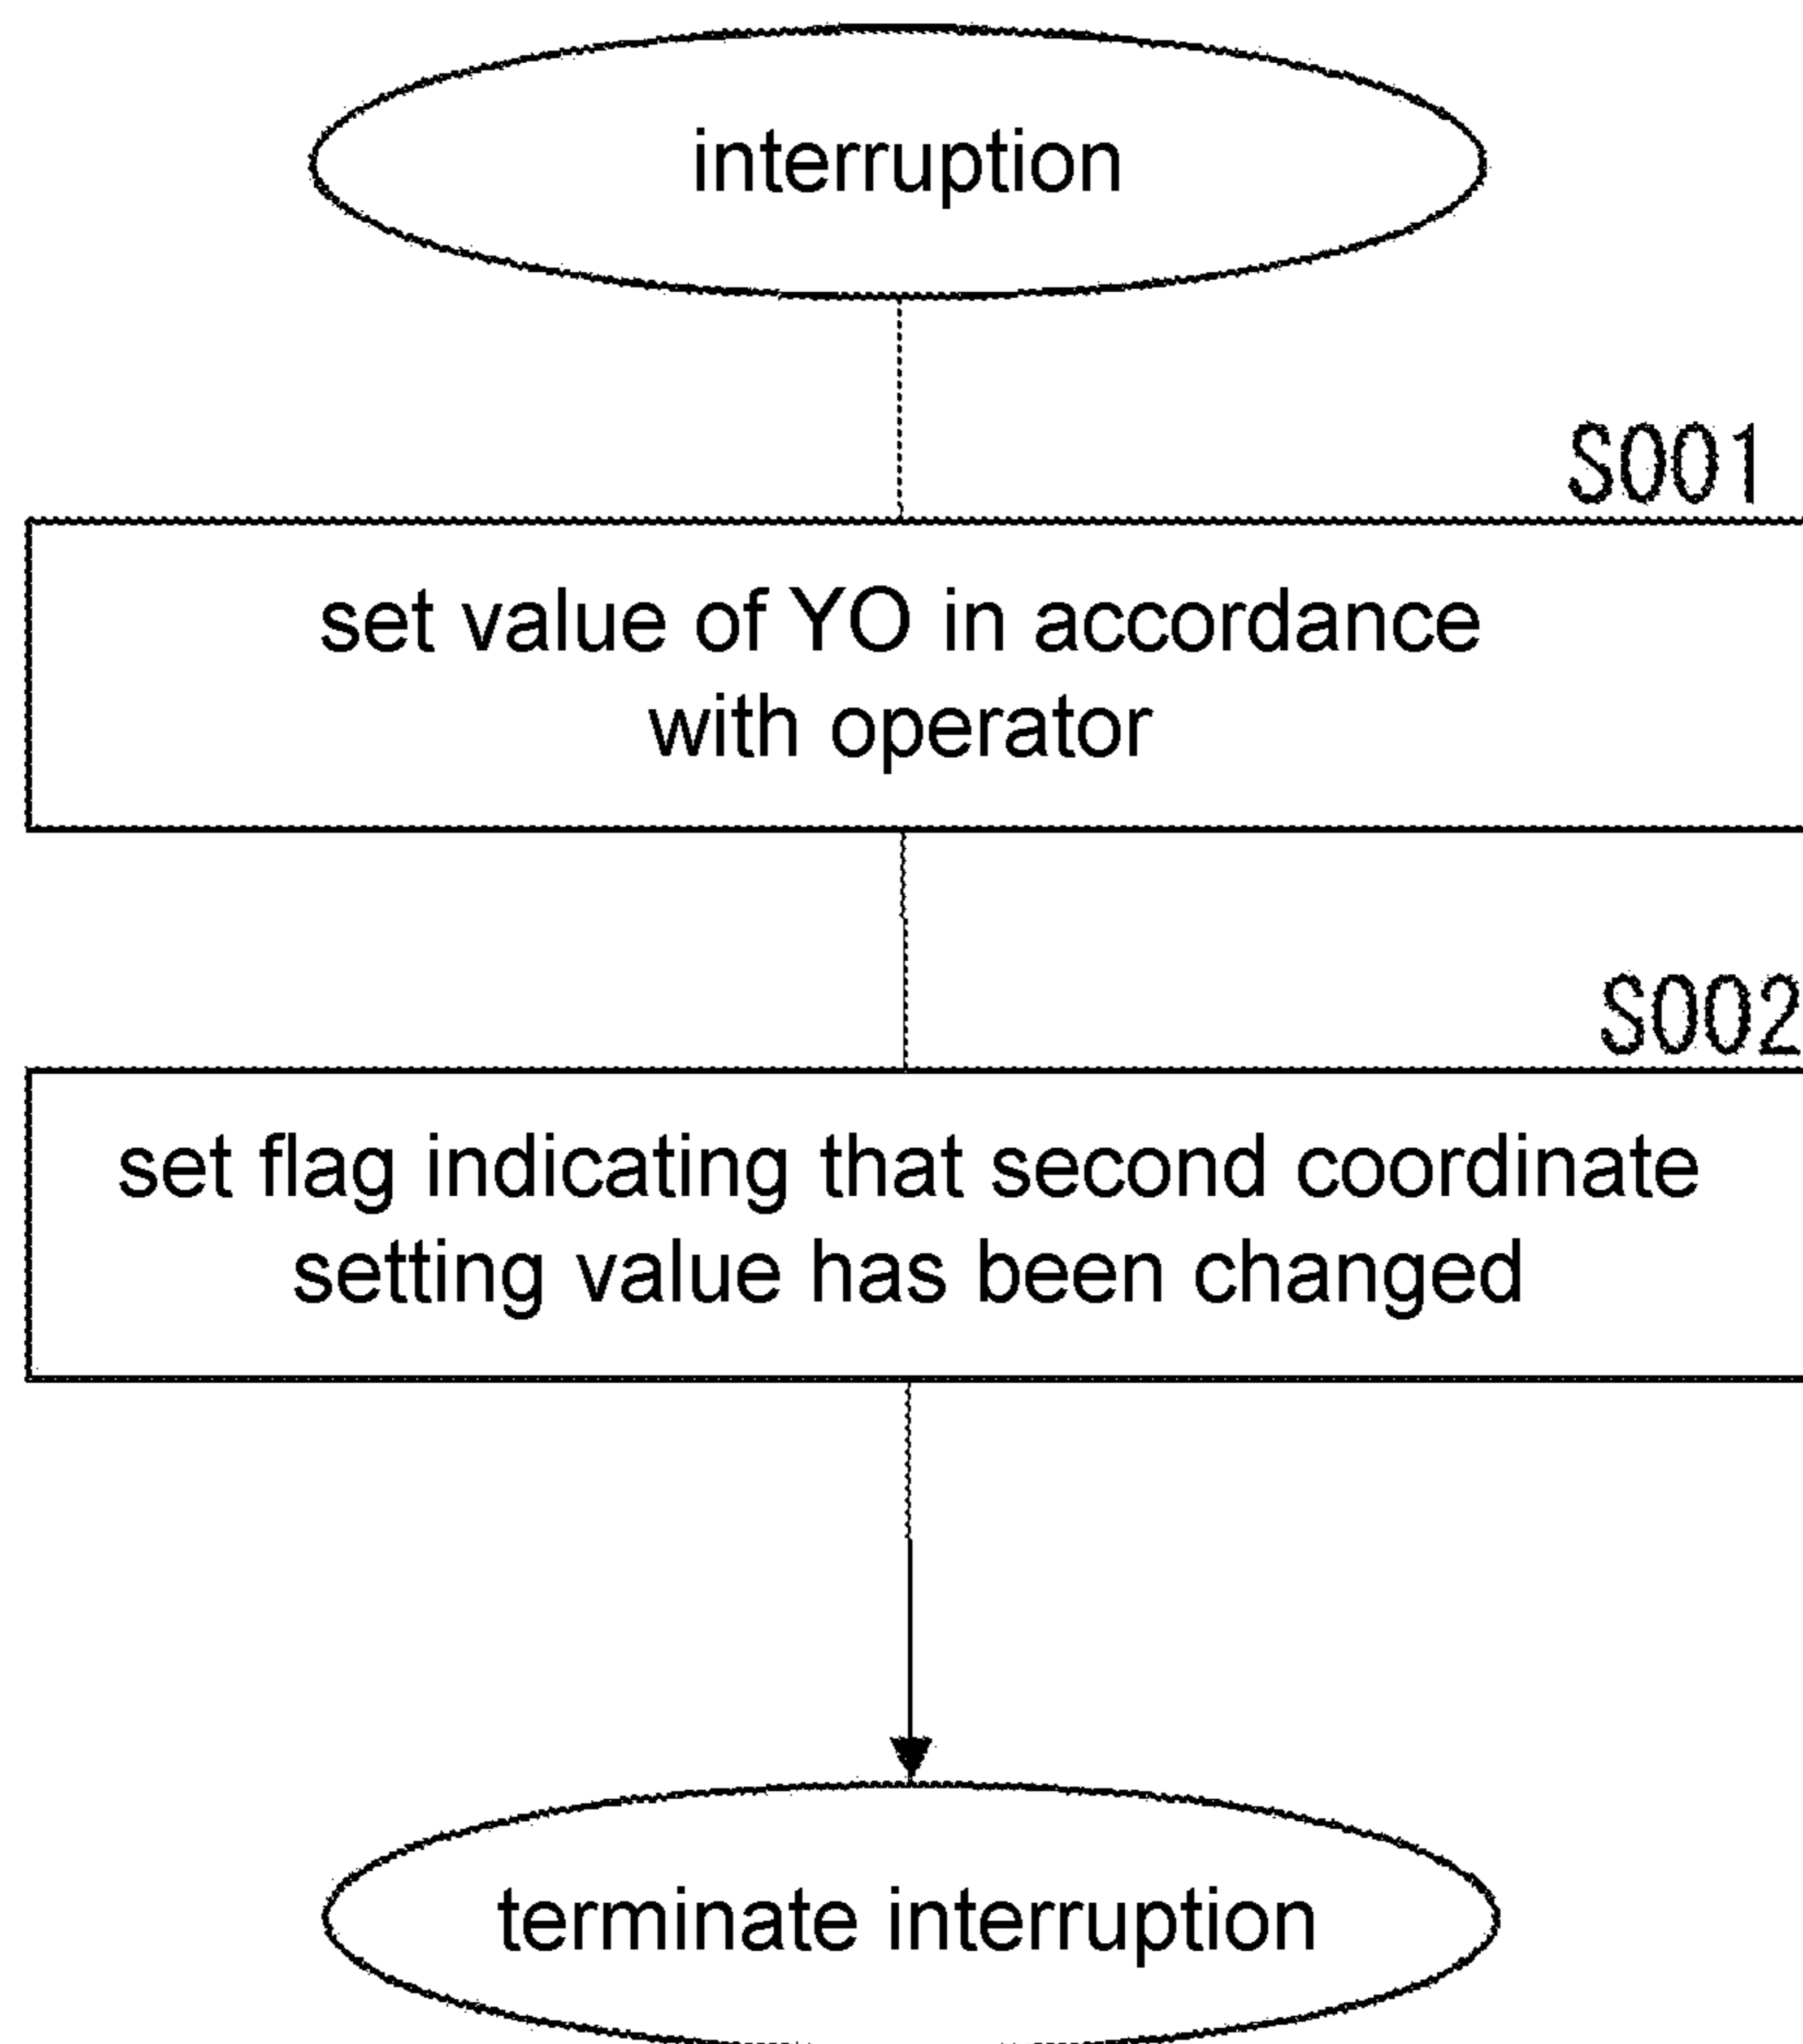 interruption
S001
set value of YO in accordance
with operator
S002
set flag indicating that second coordinate
setting value has been changed
terminate interruption